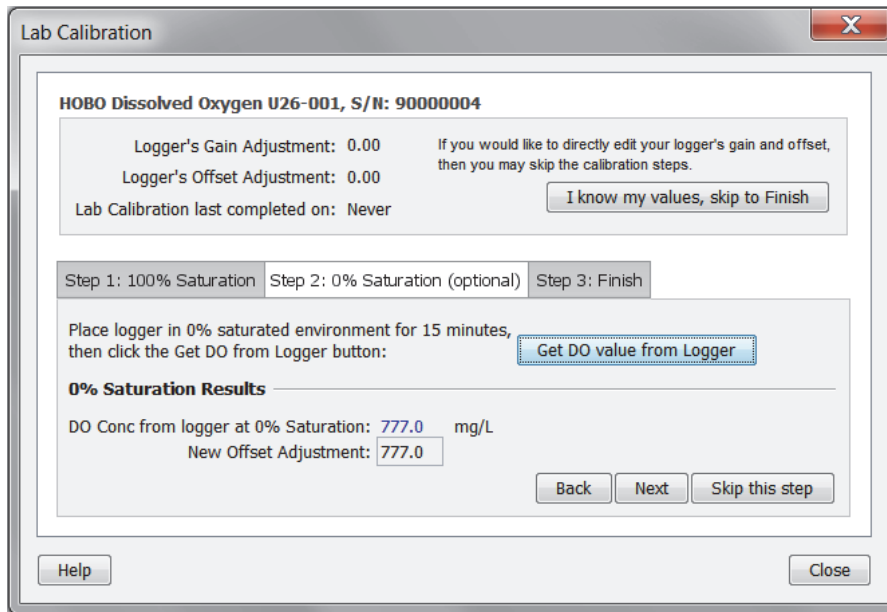 Lab Calibration
X
HOBO Dissolved Oxygen U26-001, S/N: 90000004
Logger's Gain Adjustment: 0.00
Logger's Offset Adjustment: 0.00
Lab Calibration last completed on: Never
If you would like to directly edit your logger's gain and offset,
then you may skip the calibration steps.
I know my values, skip to Finish
Step 1: 100% Saturation Step 2: 0% Saturation (optional) Step 3: Finish
Place logger in 0% saturated environment for 15 minutes,
then click the Get DO from Logger button:
Get DO value from Logger
0% Saturation Results
DO Conc from logger at 0% Saturation: 777.0 mg/L
New Offset Adjustment: 777.0
Back Next Skip this step
Help Close